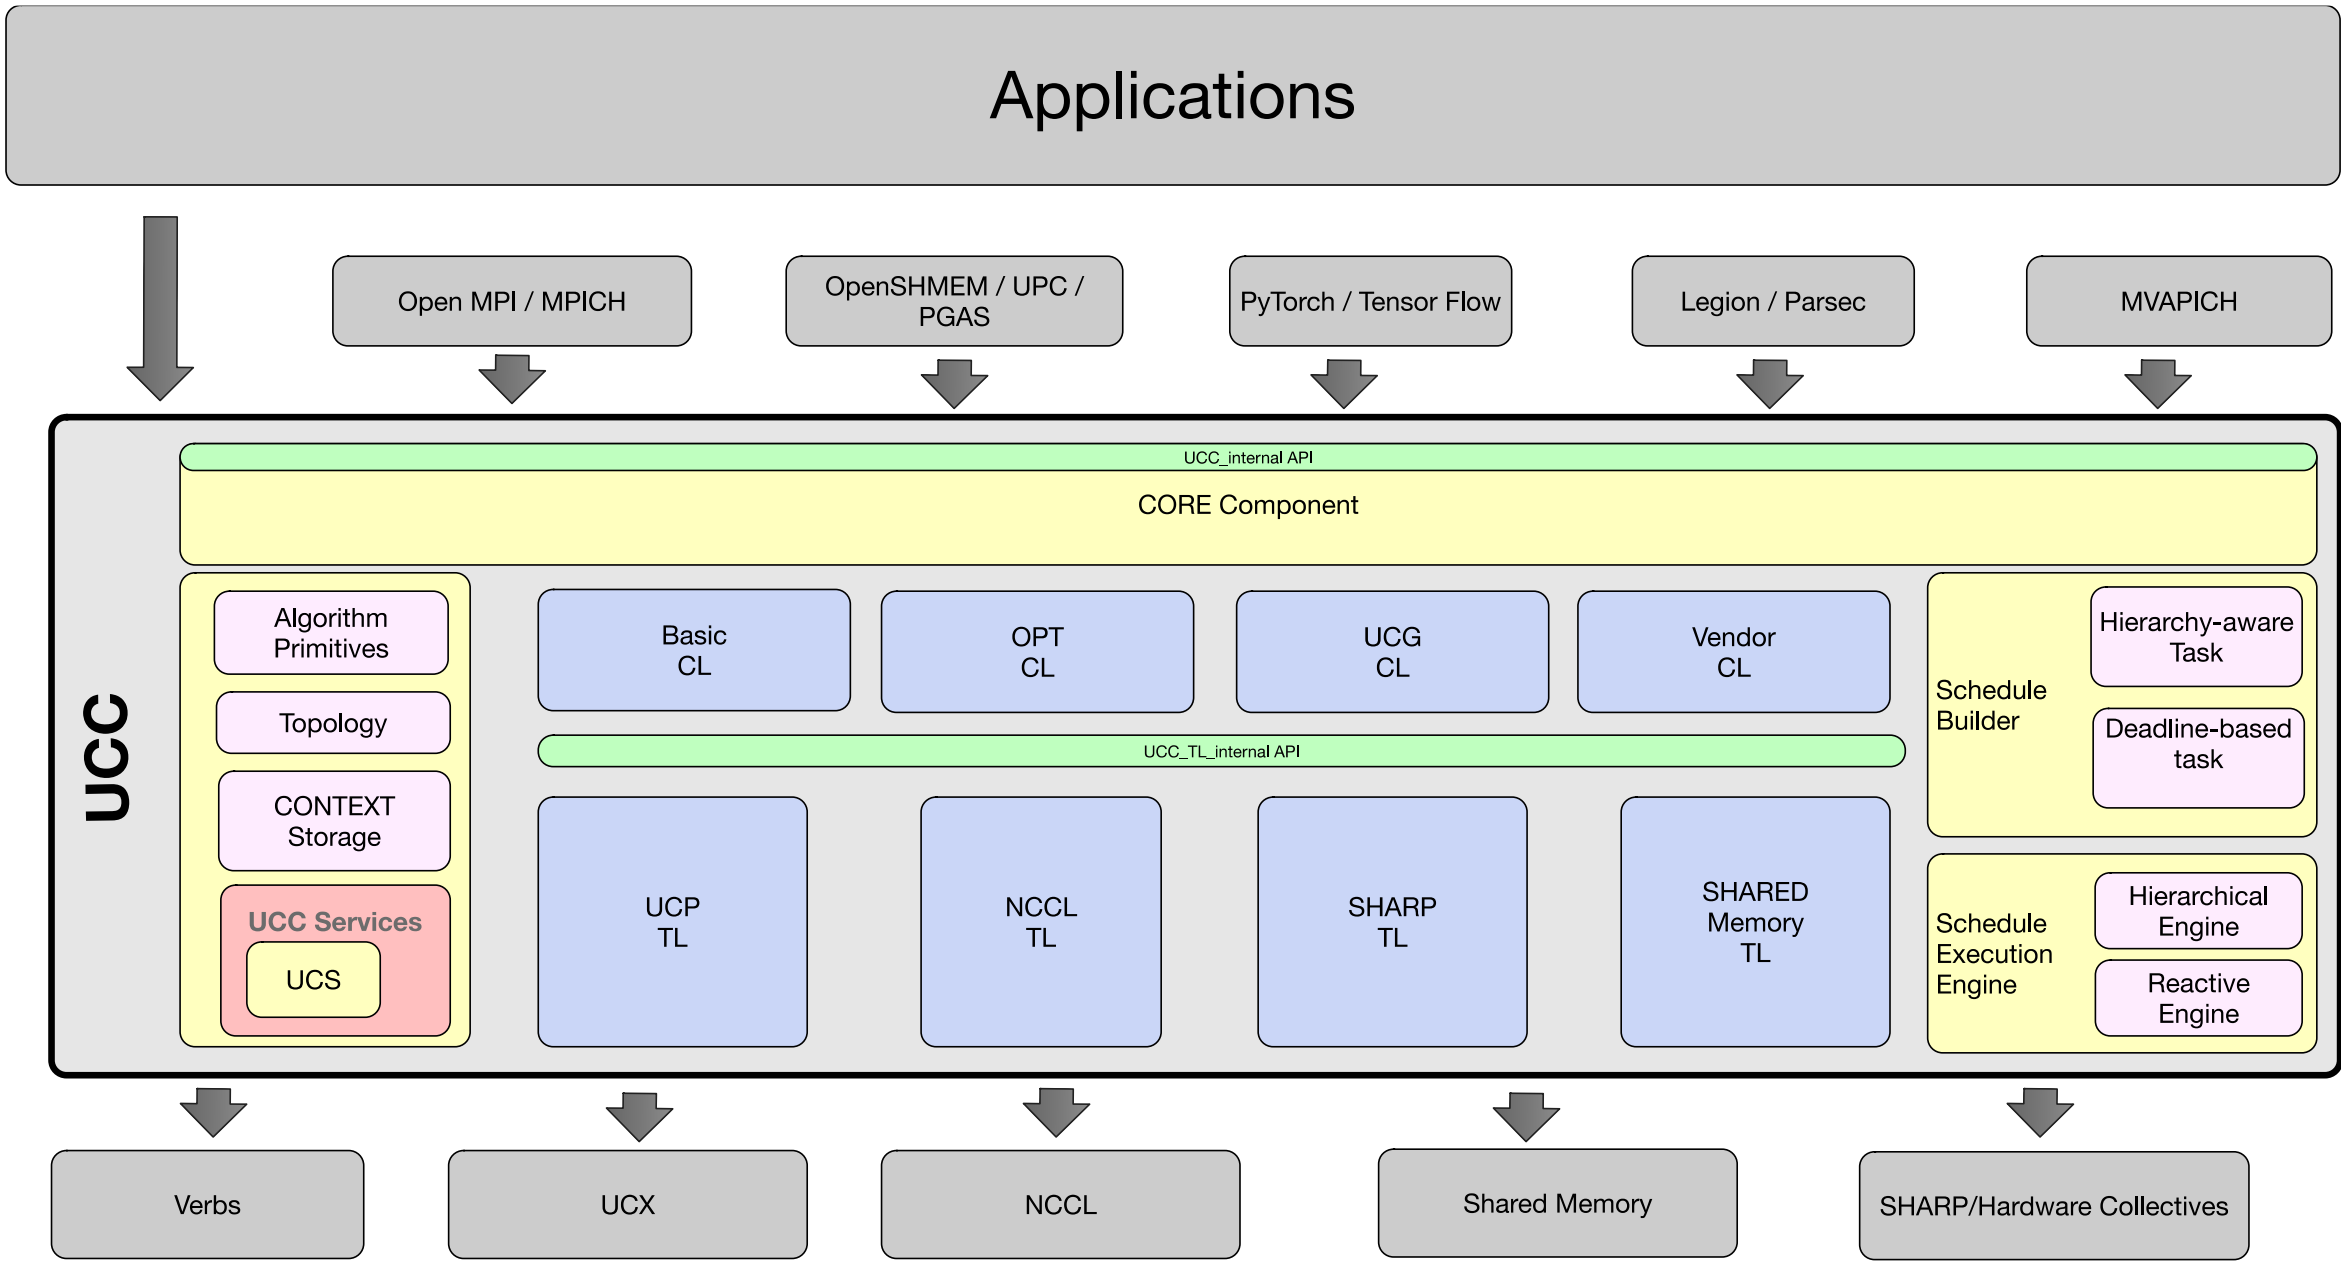 Applications
Open MPI / MPICH
OpenSHMEM / UPC /
PGAS
PyTorch / Tensor Flow
Legion / Parsec
MVAPICH
UCC
UCC_internal API
CORE Component
Algorithm
Primitives
Topology
CONTEXT
Storage
UCC Services
UCS
Basic
CL
OPT
CL
UCG
CL
Vendor
CL
UCC_TL_internal API
UCP
TL
NCCL
TL
SHARP
TL
SHARED
Memory
TL
Schedule
Builder
Hierarchy-aware
Task
Deadline-based
task
Schedule
Execution
Engine
Hierarchical
Engine
Reactive
Engine
Verbs
UCX
NCCL
Shared Memory
SHARP/Hardware Collectives